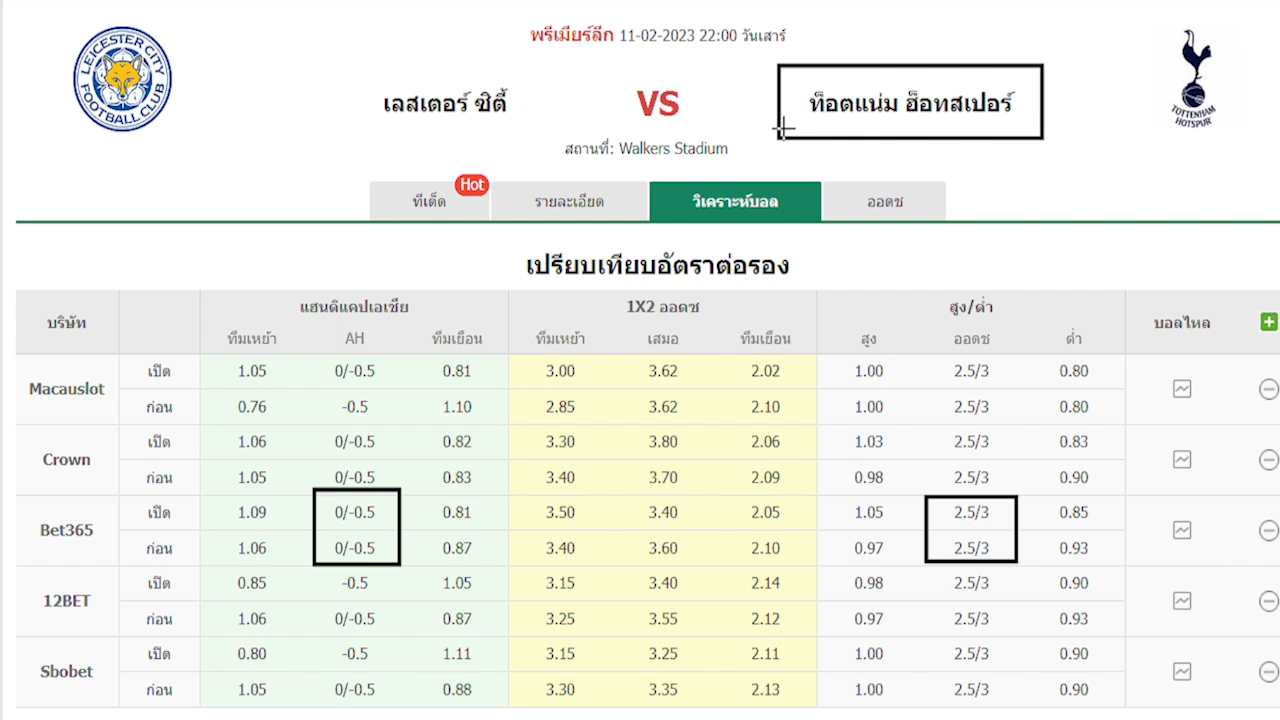 LEICESTER CITY
FOOTBALL CLUB
พรีเมียร์ลีก 11-02-2023 22:00 วันเสาร์
เลสเตอร์ ซิตี้ VS ท็อตแน่ม ฮ็อทสเปอร์
TOTTENHAM
HOTSPUR
สถานที่: Walkers Stadium
ทีเด็ด Hot รายละเอียด วิเคราะห์บอล ออดซ
เปรียบเทียบอัตราต่อรอง
บริษัท แฮนดิแคปเอเชีย 1X2 ออดซ สูง/ต่ำ บอลไหล
ทีมเหย้า AH ทีมเยือน ทีมเหย้า เสมอ ทีมเยือน สูง ออดซ ต่ำ
Macauslot
เปิด 1.05 0/-0.5 0.81 3.00 3.62 2.02 1.00 2.5/3 0.80
ก่อน 0.76 -0.5 1.10 2.85 3.62 2.10 1.00 2.5/3 0.80
Crown
เปิด 1.06 0/-0.5 0.82 3.30 3.80 2.06 1.03 2.5/3 0.83
ก่อน 1.05 0/-0.5 0.83 3.40 3.70 2.09 0.98 2.5/3 0.90
Bet365
เปิด 1.09 0/-0.5 0.81 3.50 3.40 2.05 1.05 2.5/3 0.85
ก่อน 1.06 0/-0.5 0.87 3.40 3.60 2.10 0.97 2.5/3 0.93
12BET
เปิด 0.85 -0.5 1.05 3.15 3.40 2.14 0.98 2.5/3 0.90
ก่อน 1.06 0/-0.5 0.87 3.25 3.55 2.12 0.97 2.5/3 0.93
Sbobet
เปิด 0.80 -0.5 1.11 3.15 3.25 2.11 1.00 2.5/3 0.90
ก่อน 1.05 0/-0.5 0.88 3.30 3.35 2.13 1.00 2.5/3 0.90